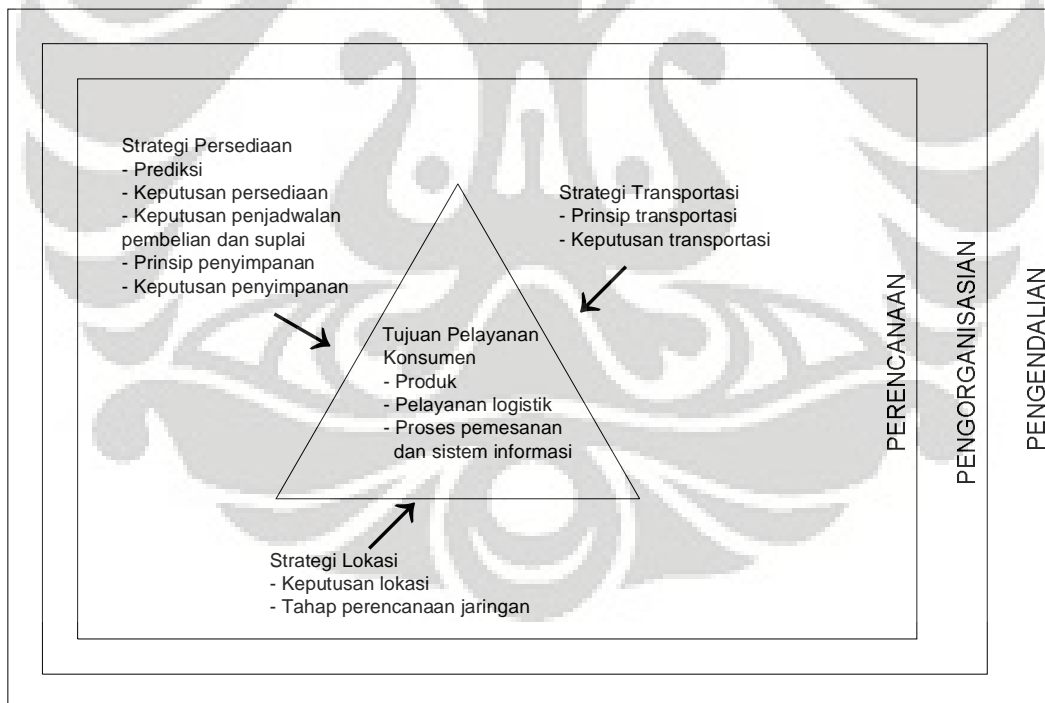 Strategi Persediaan
- Prediksi
- Keputusan persediaan
- Keputusan penjadwalan
pembelian dan suplai
- Prinsip penyimpanan
- Keputusan penyimpanan
Strategi Transportasi
- Prinsip transportasi
- Keputusan transportasi
Tujuan Pelayanan
Konsumen
- Produk
- Pelayanan logistik
- Proses pemesanan
dan sistem informasi
Strategi Lokasi
- Keputusan lokasi
- Tahap perencanaan jaringan
PERENCANAAN
PENGORGANISASIAN
PENGENDALIAN